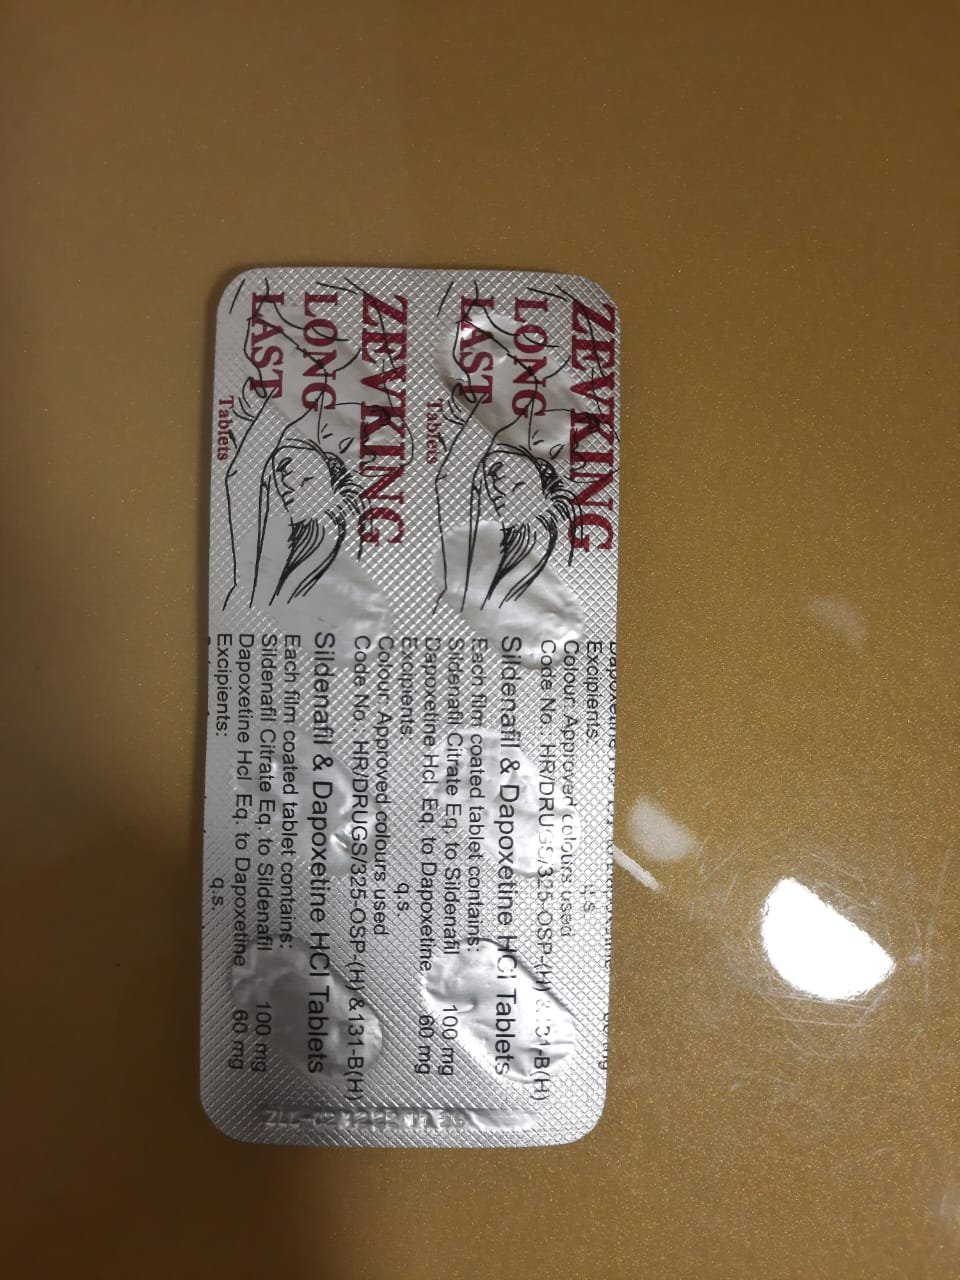 ZEVKING
LONG
LAST
Tablets
ZEVKING
LONG
LAST
Tablets
Excipients: q.s.
Colour: Approved colours used
Code No.: HR/DRUGS/325-OSP-(H) & 131-B(H)
Sildenafil & Dapoxetine HCl Tablets
Each film coated tablet contains:
Sildenafil Citrate Eq. to Sildenafil 100 mg
Dapoxetine Hcl Eq. to Dapoxetine 60 mg
Excipients: q.s.
Colour: Approved colours used
Code No. HR/DRUGS/325-OSP-(H) & 131-B(H)
Sildenafil & Dapoxetine HCl Tablets
Each film coated tablet contains:
Sildenafil Citrate Eq. to Sildenafil 100 mg
Dapoxetine Hcl Eq. to Dapoxetine 60 mg
Excipients: q.s.